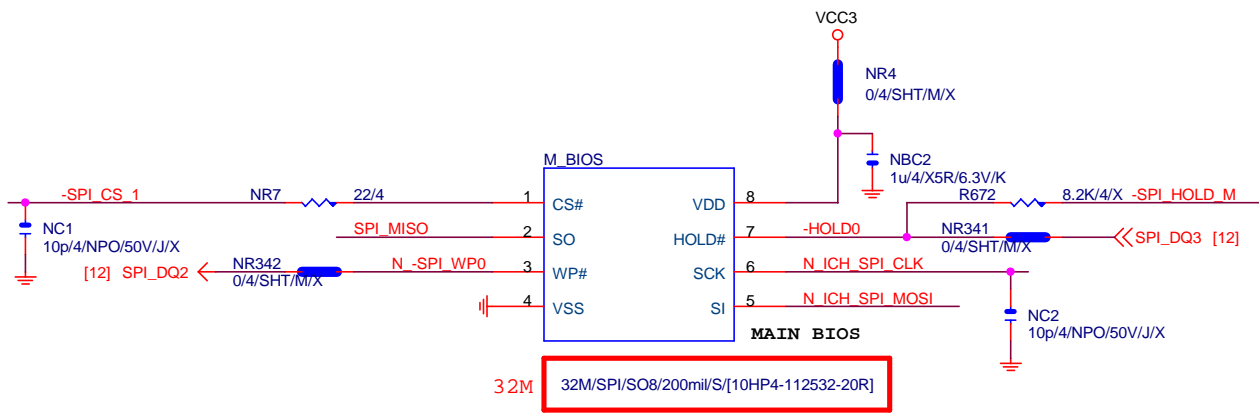 VCC3
NR4
0/4/SHT/M/X
M_BIOS
NBC2
1u/4/X5R/6.3V/K
-SPI_CS_1
NR7
22/4
1
CS#
VDD
8
R672
8.2K/4/X
-SPI_HOLD_M
NC1
10p/4/NPO/50V/J/X
SPI_MISO
2
SO
HOLD#
7
-HOLD0
NR341
0/4/SHT/M/X
SPI_DQ3 [12]
[12] SPI_DQ2
NR342
0/4/SHT/M/X
N_-SPI_WP0
3
WP#
SCK
6
N_ICH_SPI_CLK
4
VSS
SI
5
N_ICH_SPI_MOSI
NC2
10p/4/NPO/50V/J/X
MAIN BIOS
32M
32M/SPI/SO8/200mil/S/[10HP4-112532-20R]